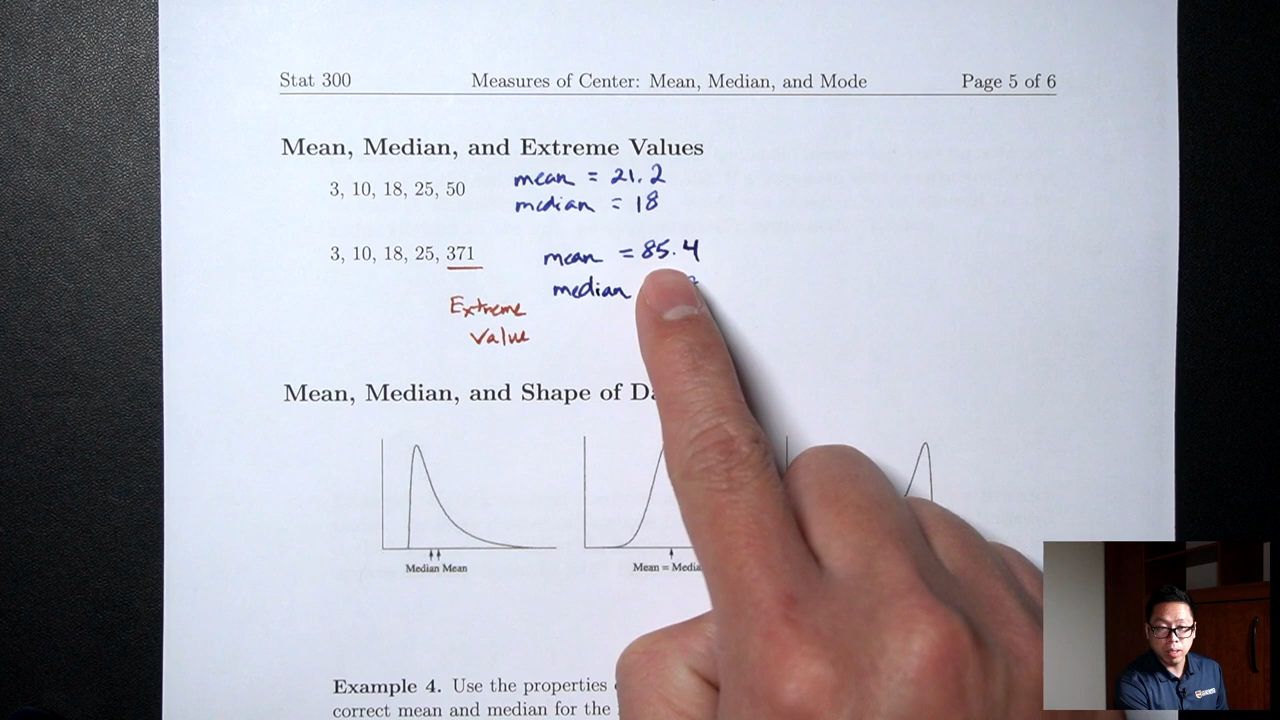 Stat 300 Measures of Center: Mean, Median, and Mode Page 5 of 6
Mean, Median, and Extreme Values
3, 10, 18, 25, 50 mean = 21.2
median = 18
3, 10, 18, 25, 371 mean = 85.4
median
Extreme
Value
Mean, Median, and Shape of
Median Mean Mean =
Example 4. Use the properties
correct mean and median for the